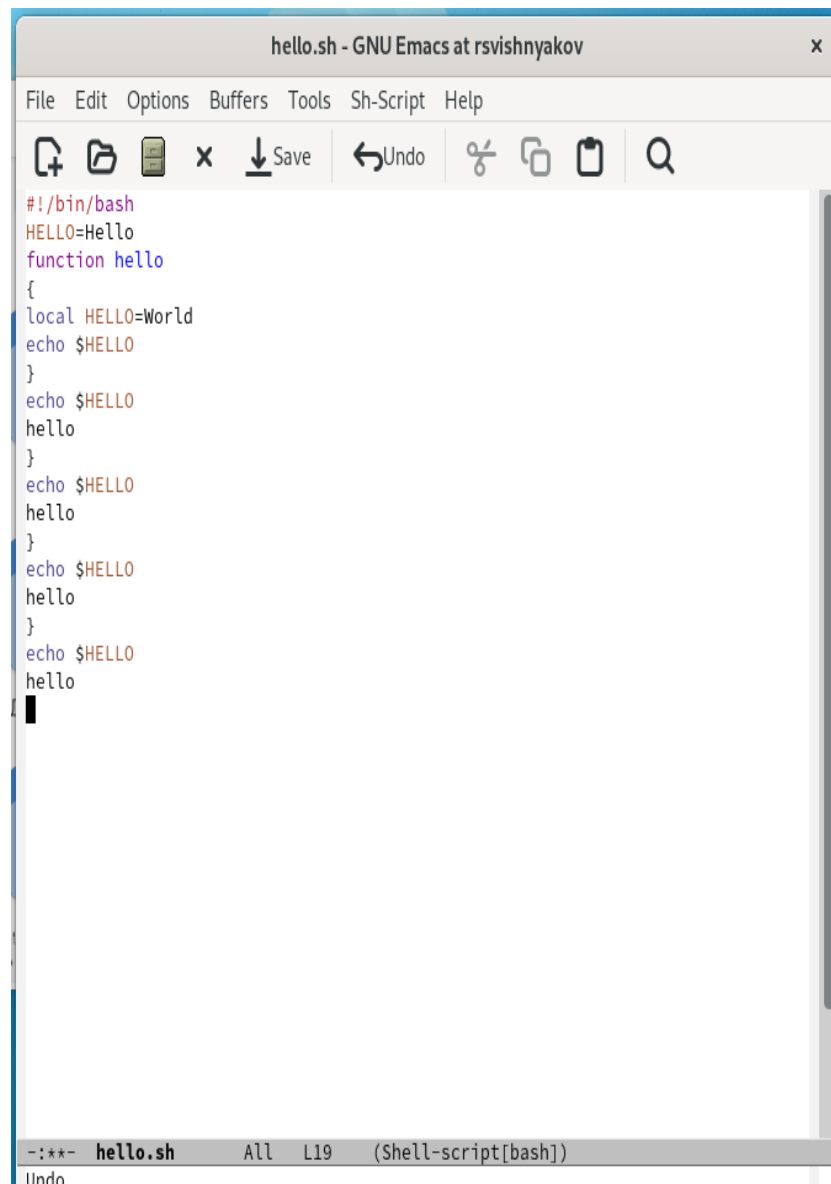 hello.sh - GNU Emacs at rsvishnyakov x
File Edit Options Buffers Tools Sh-Script Help
Save Undo
#!/bin/bash
HELLO=Hello
function hello
{
local HELLO=World
echo $HELLO
}
echo $HELLO
hello
}
echo $HELLO
hello
}
echo $HELLO
hello
}
echo $HELLO
hello
-:**- hello.sh All L19 (Shell-script[bash])
Undo